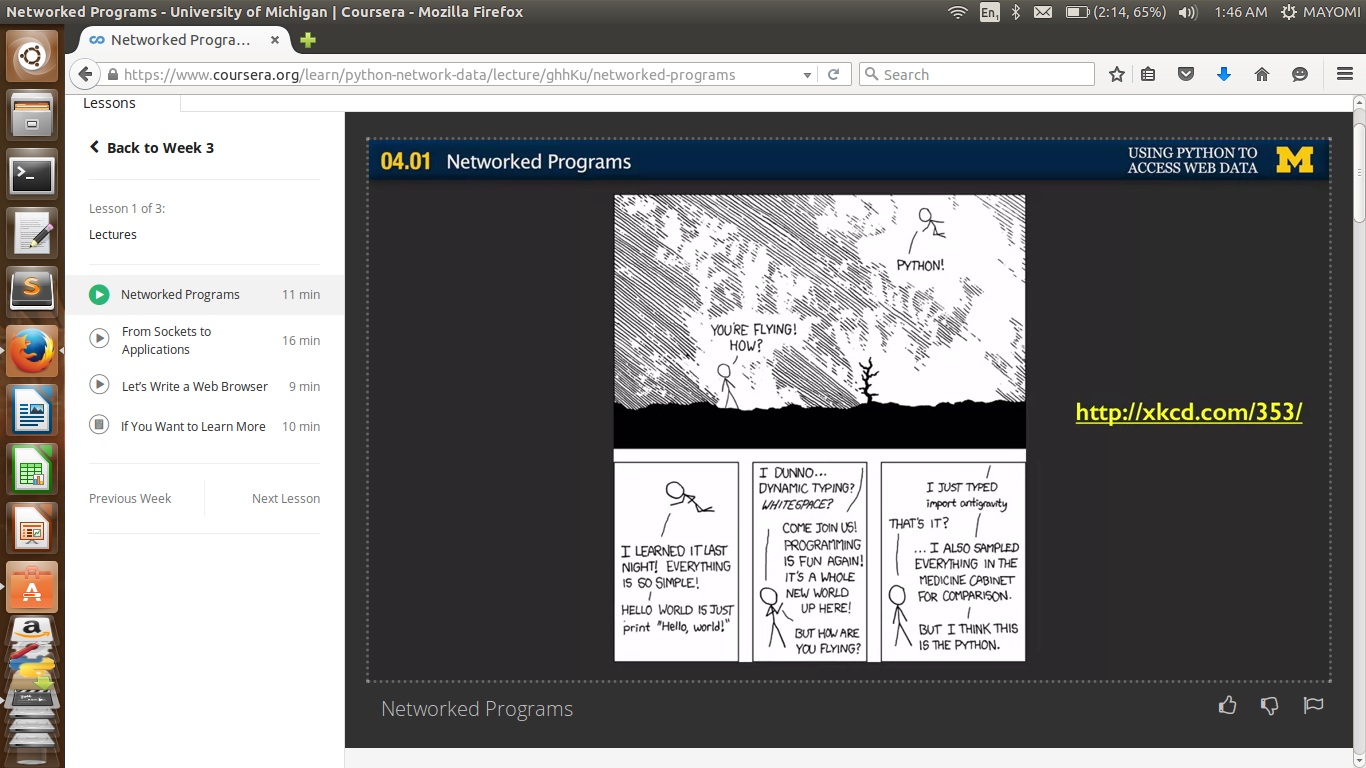 Networked Programs - University of Michigan | Coursera - Mozilla Firefox
En1
(2:14, 65%)
1:46 AM
MAYOMI
Networked Progra...
https://www.coursera.org/learn/python-network-data/lecture/ghhKu/networked-programs
Search
Lessons
Back to Week 3
Lesson 1 of 3:
Lectures
Networked Programs 11 min
From Sockets to
Applications
16 min
Let's Write a Web Browser 9 min
If You Want to Learn More 10 min
Previous Week
Next Lesson
04.01 Networked Programs
USING PYTHON TO
ACCESS WEB DATA
M
PYTHON!
YOU'RE FLYING!
HOW?
http://xkcd.com/353/
I LEARNED IT LAST
NIGHT! EVERYTHING
IS SO SIMPLE!
HELLO WORLD IS JUST
print "Hello, world!"
I DUNNO...
DYNAMIC TYPING?
WHITESPACE?
COME JOIN US!
PROGRAMMING
IS FUN AGAIN!
IT'S A WHOLE
NEW WORLD
UP HERE!
BUT HOW ARE
YOU FLYING?
I JUST TYPED
import antigravity
THAT'S IT?
... I ALSO SAMPLED
EVERYTHING IN THE
MEDICINE CABINET
FOR COMPARISON.
BUT I THINK THIS
IS THE PYTHON.
Networked Programs